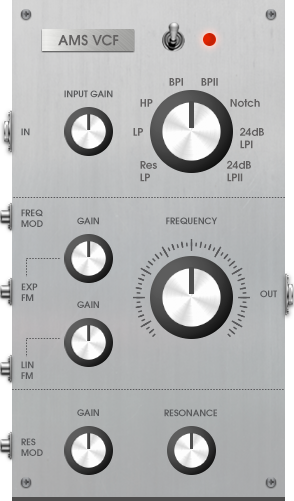 AMS VCF
INPUT GAIN
BPI BPII
HP Notch
IN LP 24dB
LPI
Res
LP
24dB
LPII
FREQ
MOD
GAIN FREQUENCY
EXP
FM
GAIN
OUT
LIN
FM
GAIN RESONANCE
RES
MOD